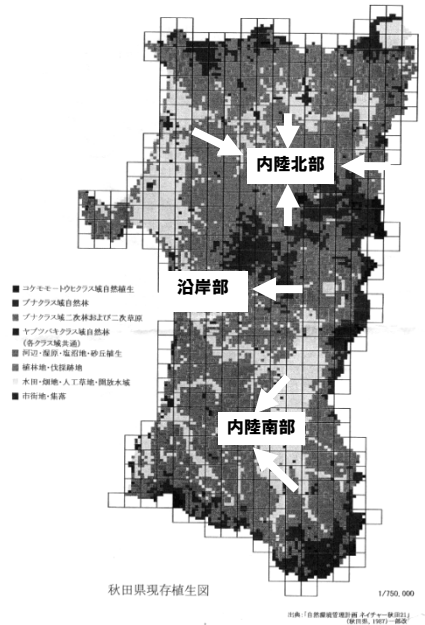 内陸北部
沿岸部
コケモモートウヒクラス域自然植生
ブナクラス域自然林
ブナクラス域二次林および二次草原
ヤブツバキクラス域自然林
(各クラス域共通)
河辺・湿原・塩沼地・砂丘植生
植林地・伐採跡地
水田・畑地・人工草地・開放水域
市街地・集落
内陸南部
秋田県現存植生図
1/750,000
出典:「自然環境管理計画 ネイチャー秋田21」
(秋田県, 1987)一部改